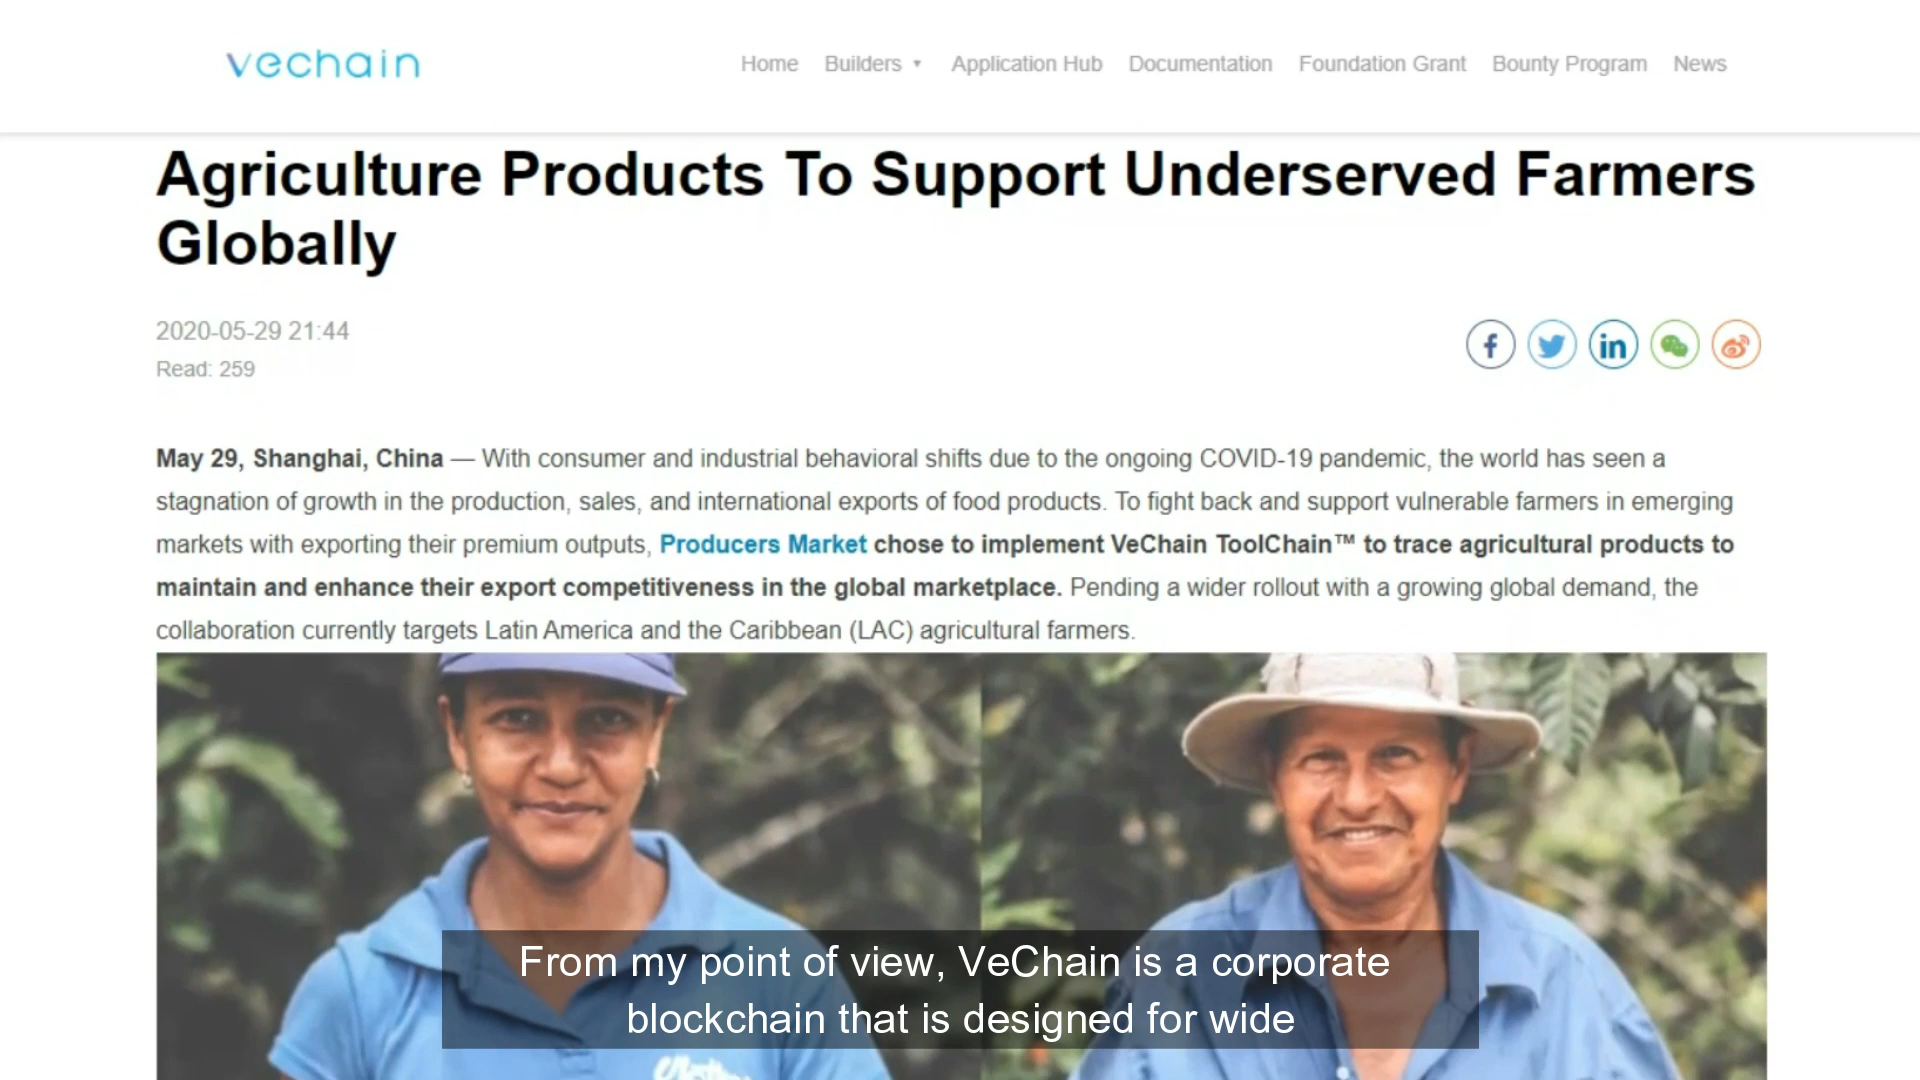 vechain
Home Builders Application Hub Documentation Foundation Grant Bounty Program News
Agriculture Products To Support Underserved Farmers
Globally
2020-05-29 21:44
Read: 259
May 29, Shanghai, China — With consumer and industrial behavioral shifts due to the ongoing COVID-19 pandemic, the world has seen a
stagnation of growth in the production, sales, and international exports of food products. To fight back and support vulnerable farmers in emerging
markets with exporting their premium outputs, Producers Market chose to implement VeChain ToolChain™ to trace agricultural products to
maintain and enhance their export competitiveness in the global marketplace. Pending a wider rollout with a growing global demand, the
collaboration currently targets Latin America and the Caribbean (LAC) agricultural farmers.
From my point of view, VeChain is a corporate
blockchain that is designed for wide